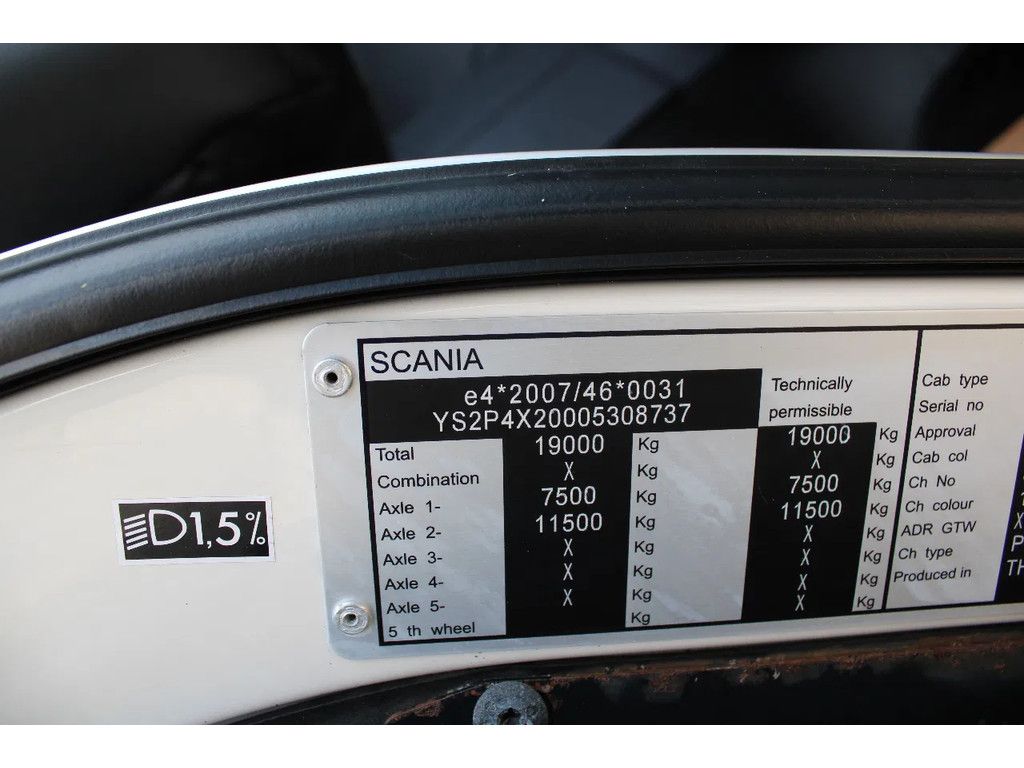 SCANIA
e4*2007/46*0031
YS2P4X20005308737
Technically
permissible
Total 19000 Kg 19000 Kg
Combination X Kg X Kg
Axle 1- 7500 Kg 7500 Kg
Axle 2- 11500 Kg 11500 Kg
Axle 3- X Kg X Kg
Axle 4- X Kg X Kg
Axle 5- X Kg X Kg
5 th wheel Kg
Cab type
Serial no
Approval
Cab col
Ch No
Ch colour
ADR GTW
Ch type
Produced in
D1,5%